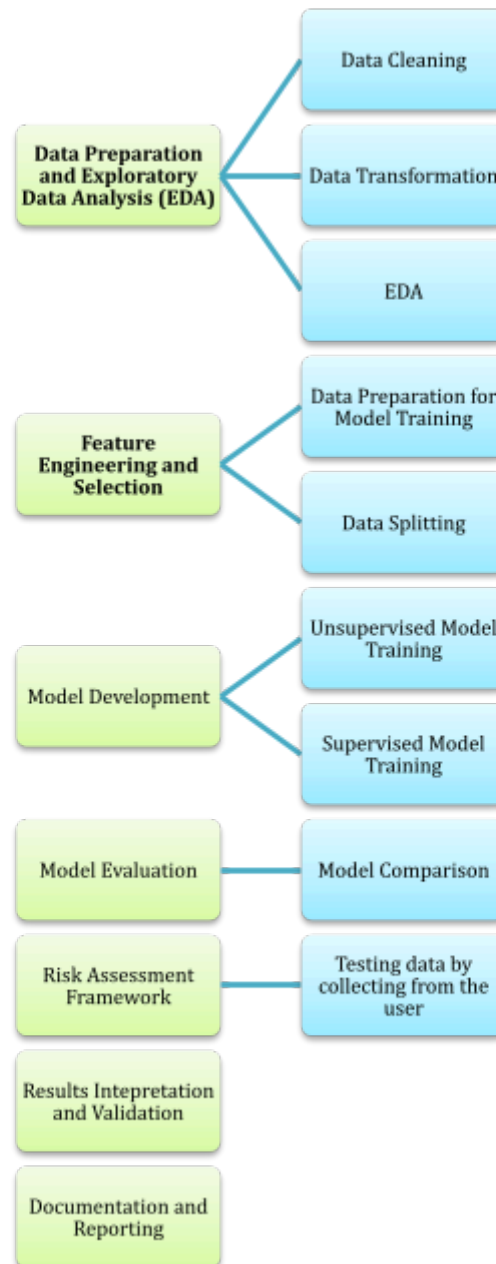 Data Preparation
and Exploratory
Data Analysis (EDA)
Data Cleaning
Data Transformation
EDA
Feature
Engineering and
Selection
Data Preparation for
Model Training
Data Splitting
Model Development
Unsupervised Model
Training
Supervised Model
Training
Model Evaluation
Model Comparison
Risk Assessment
Framework
Testing data by
collecting from the
user
Results Intepretation
and Validation
Documentation and
Reporting